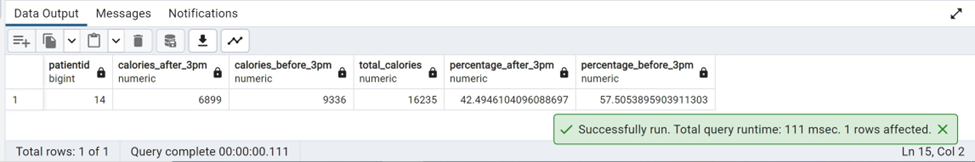 Data Output Messages Notifications
patientid calories_after_3pm calories_before_3pm total_calories percentage_after_3pm percentage_before_3pm
bigint numeric numeric numeric numeric numeric
1 14 6899 9336 16235 42.4946104096088697 57.5053895903911303
Successfully run. Total query runtime: 111 msec. 1 rows affected.
Total rows: 1 of 1 Query complete 00:00:00.111 Ln 15, Col 2